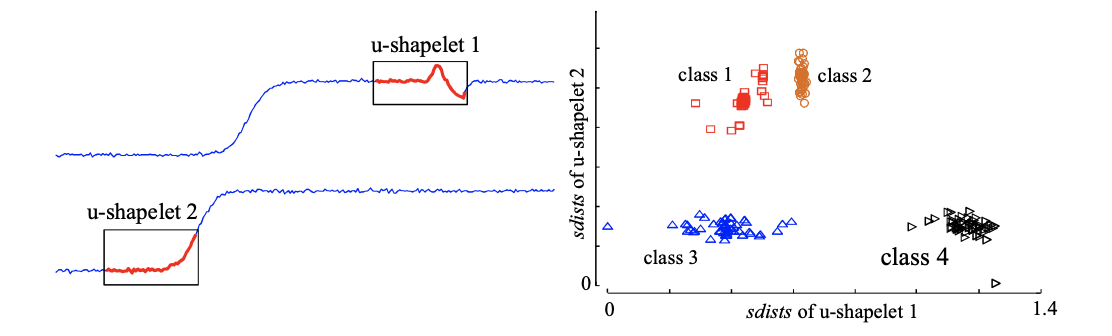 u-shapelet 1
u-shapelet 2
sdists of u-shapelet 2
class 1
class 2
class 3
class 4
0
0
1.4
sdists of u-shapelet 1